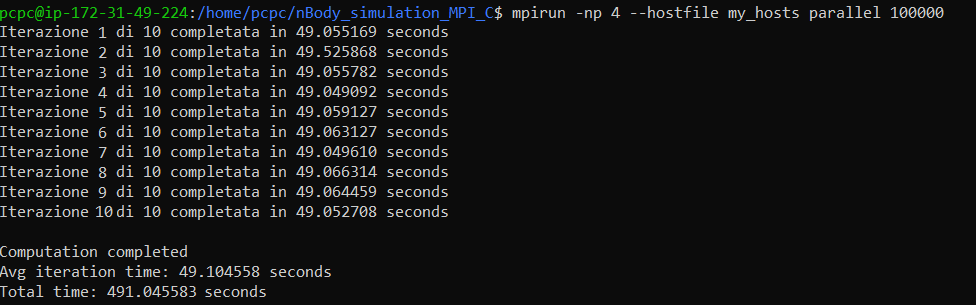 pcpc@ip-172-31-49-224:/home/pcpc/nBody_simulation_MPI_C$ mpirun -np 4 --hostfile my_hosts parallel 100000
Iterazione 1 di 10 completata in 49.055169 seconds
Iterazione 2 di 10 completata in 49.525868 seconds
Iterazione 3 di 10 completata in 49.055782 seconds
Iterazione 4 di 10 completata in 49.049092 seconds
Iterazione 5 di 10 completata in 49.059127 seconds
Iterazione 6 di 10 completata in 49.063127 seconds
Iterazione 7 di 10 completata in 49.049610 seconds
Iterazione 8 di 10 completata in 49.066314 seconds
Iterazione 9 di 10 completata in 49.064459 seconds
Iterazione 10 di 10 completata in 49.052708 seconds

Computation completed
Avg iteration time: 49.104558 seconds
Total time: 491.045583 seconds